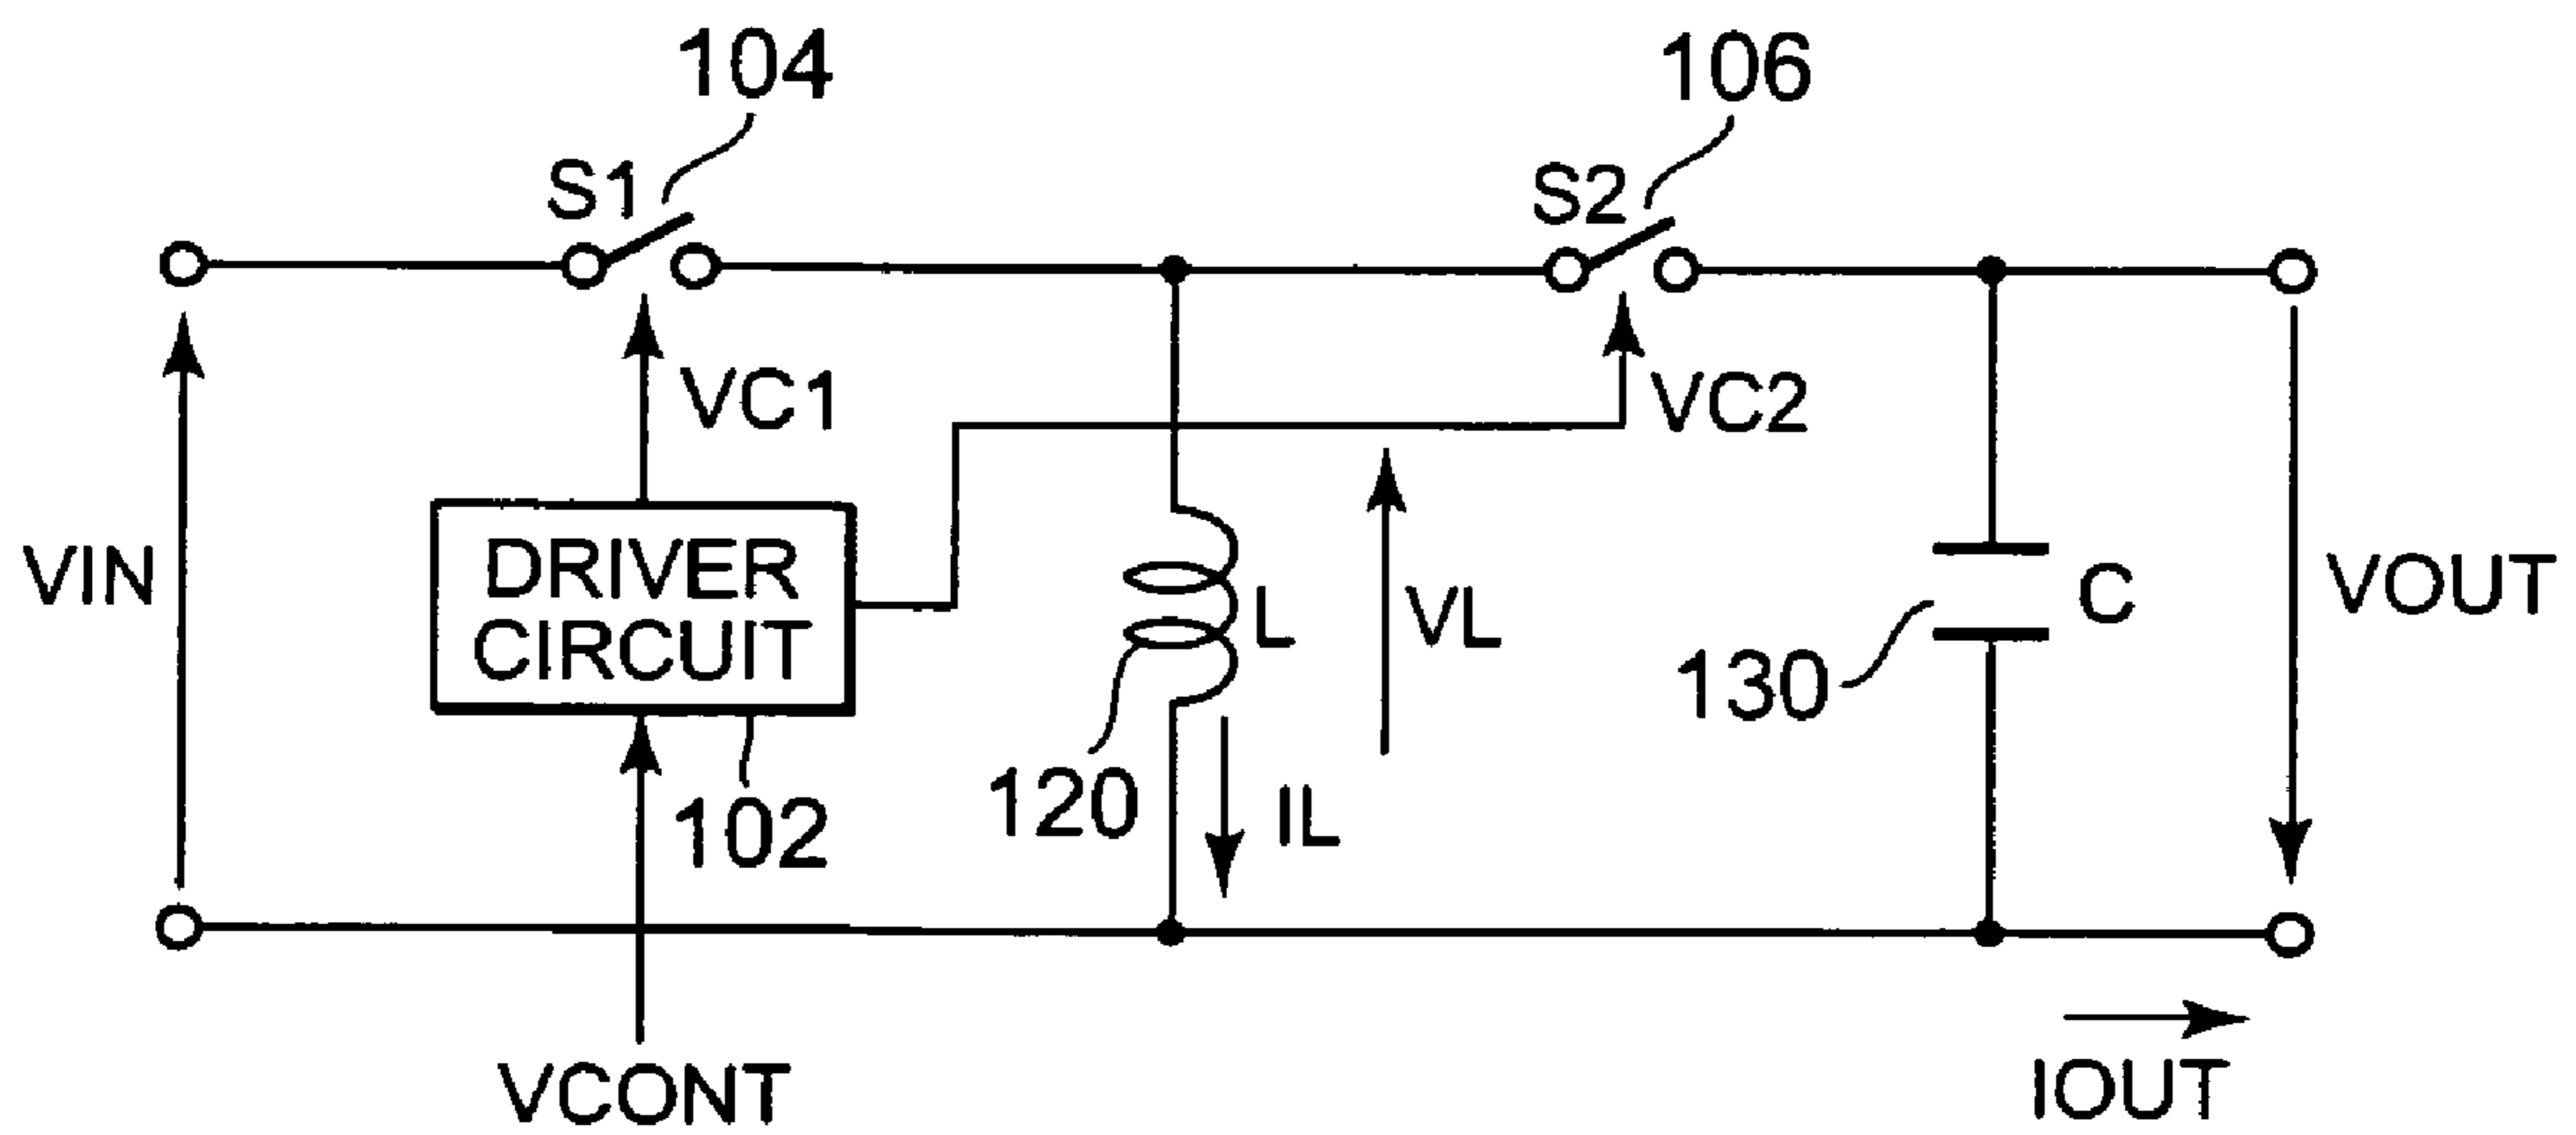 104
106
S1
S2
VC1
VC2
VIN
DRIVER
CIRCUIT
L
VL
C
VOUT
130
120
IL
102
VCONT
IOUT